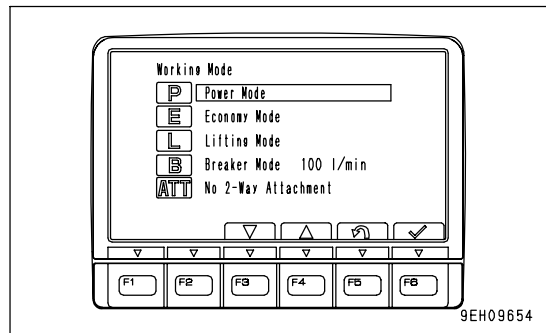 Working Mode
P Power Mode
E Economy Mode
L Lifting Mode
B Breaker Mode 100 l/min
ATT No 2-Way Attachment
F1 F2 F3 F4 F5 F6
9EH09654